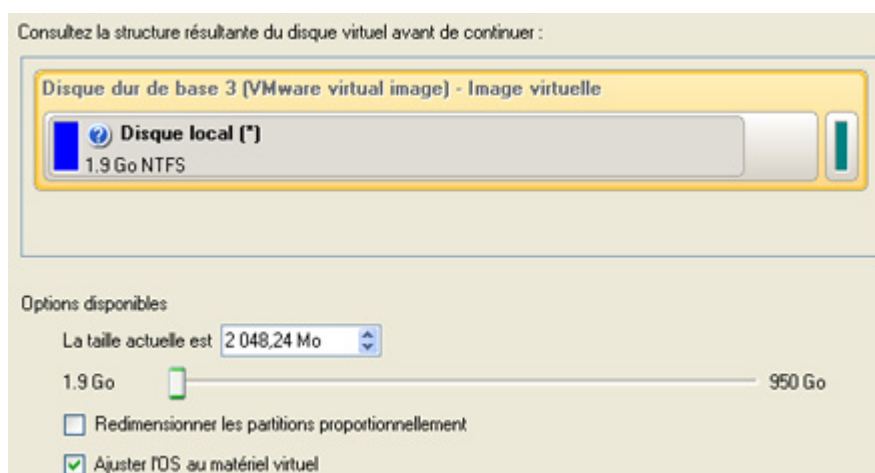 Consultez la structure résultante du disque virtuel avant de continuer :
Disque dur de base 3 (VMware virtual image) - Image virtuelle
Disque local (*)
1.9 Go NTFS
Options disponibles
La taille actuelle est 2 048,24 Mo
1.9 Go 950 Go
Redimensionner les partitions proportionnellement
Ajuster l'OS au matériel virtuel